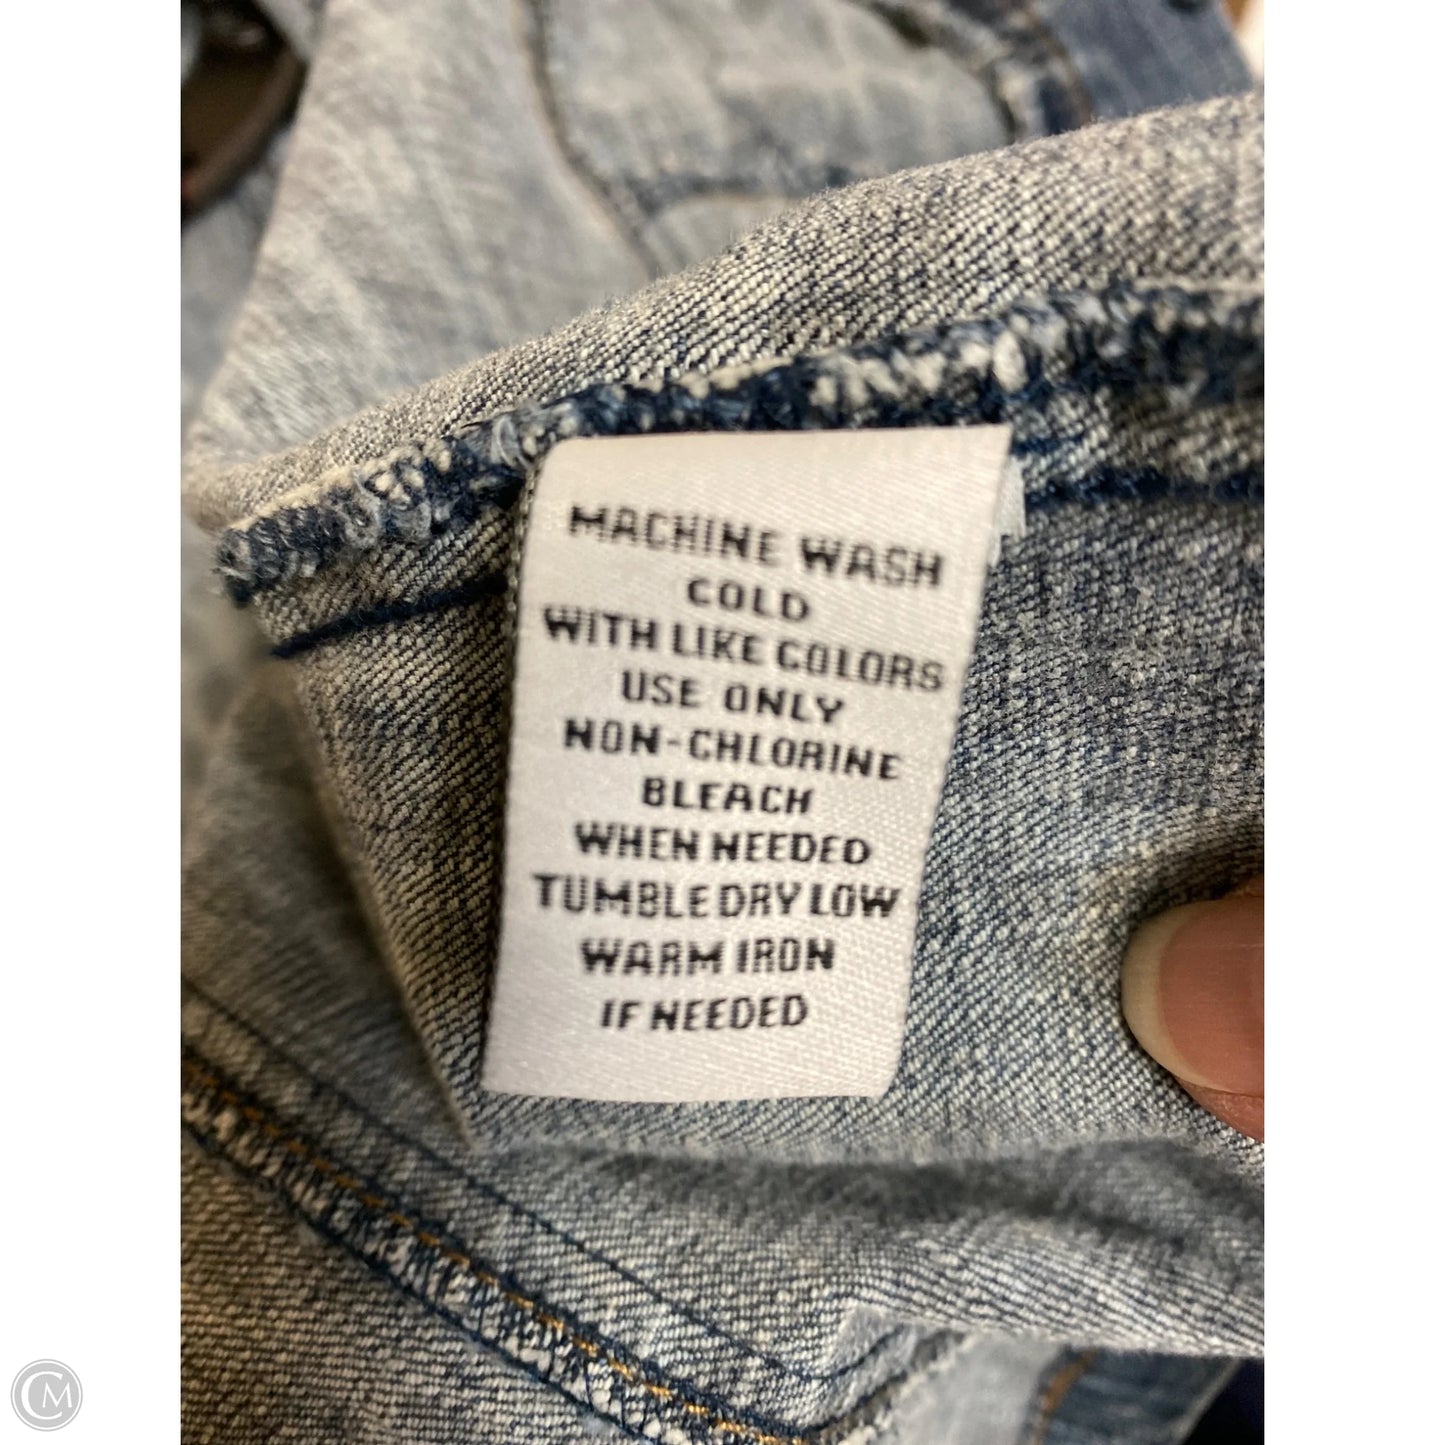 MACHINE WASH
COLD
WITH LIKE COLORS
USE ONLY
NON-CHLORINE
BLEACH
WHEN NEEDED
TUMBLE DRY LOW
WARM IRON
IF NEEDED
CM